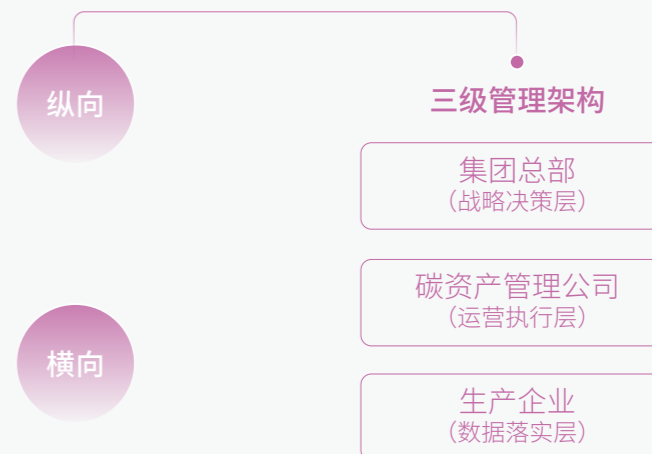 纵向
三级管理架构
集团总部
（战略决策层）
碳资产管理公司
（运营执行层）
横向
生产企业
（数据落实层）